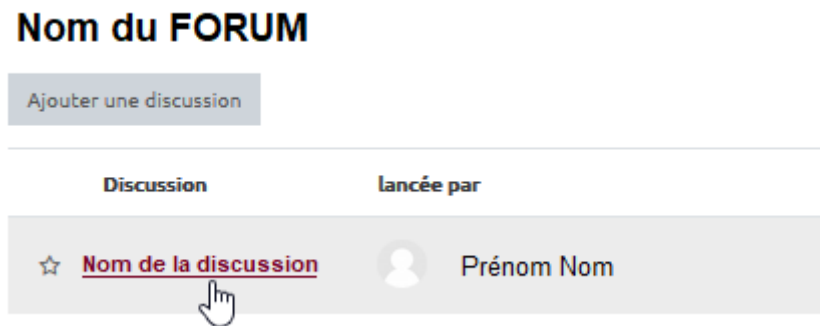 Nom du FORUM
Ajouter une discussion
Discussion lancée par
Nom de la discussion Prénom Nom